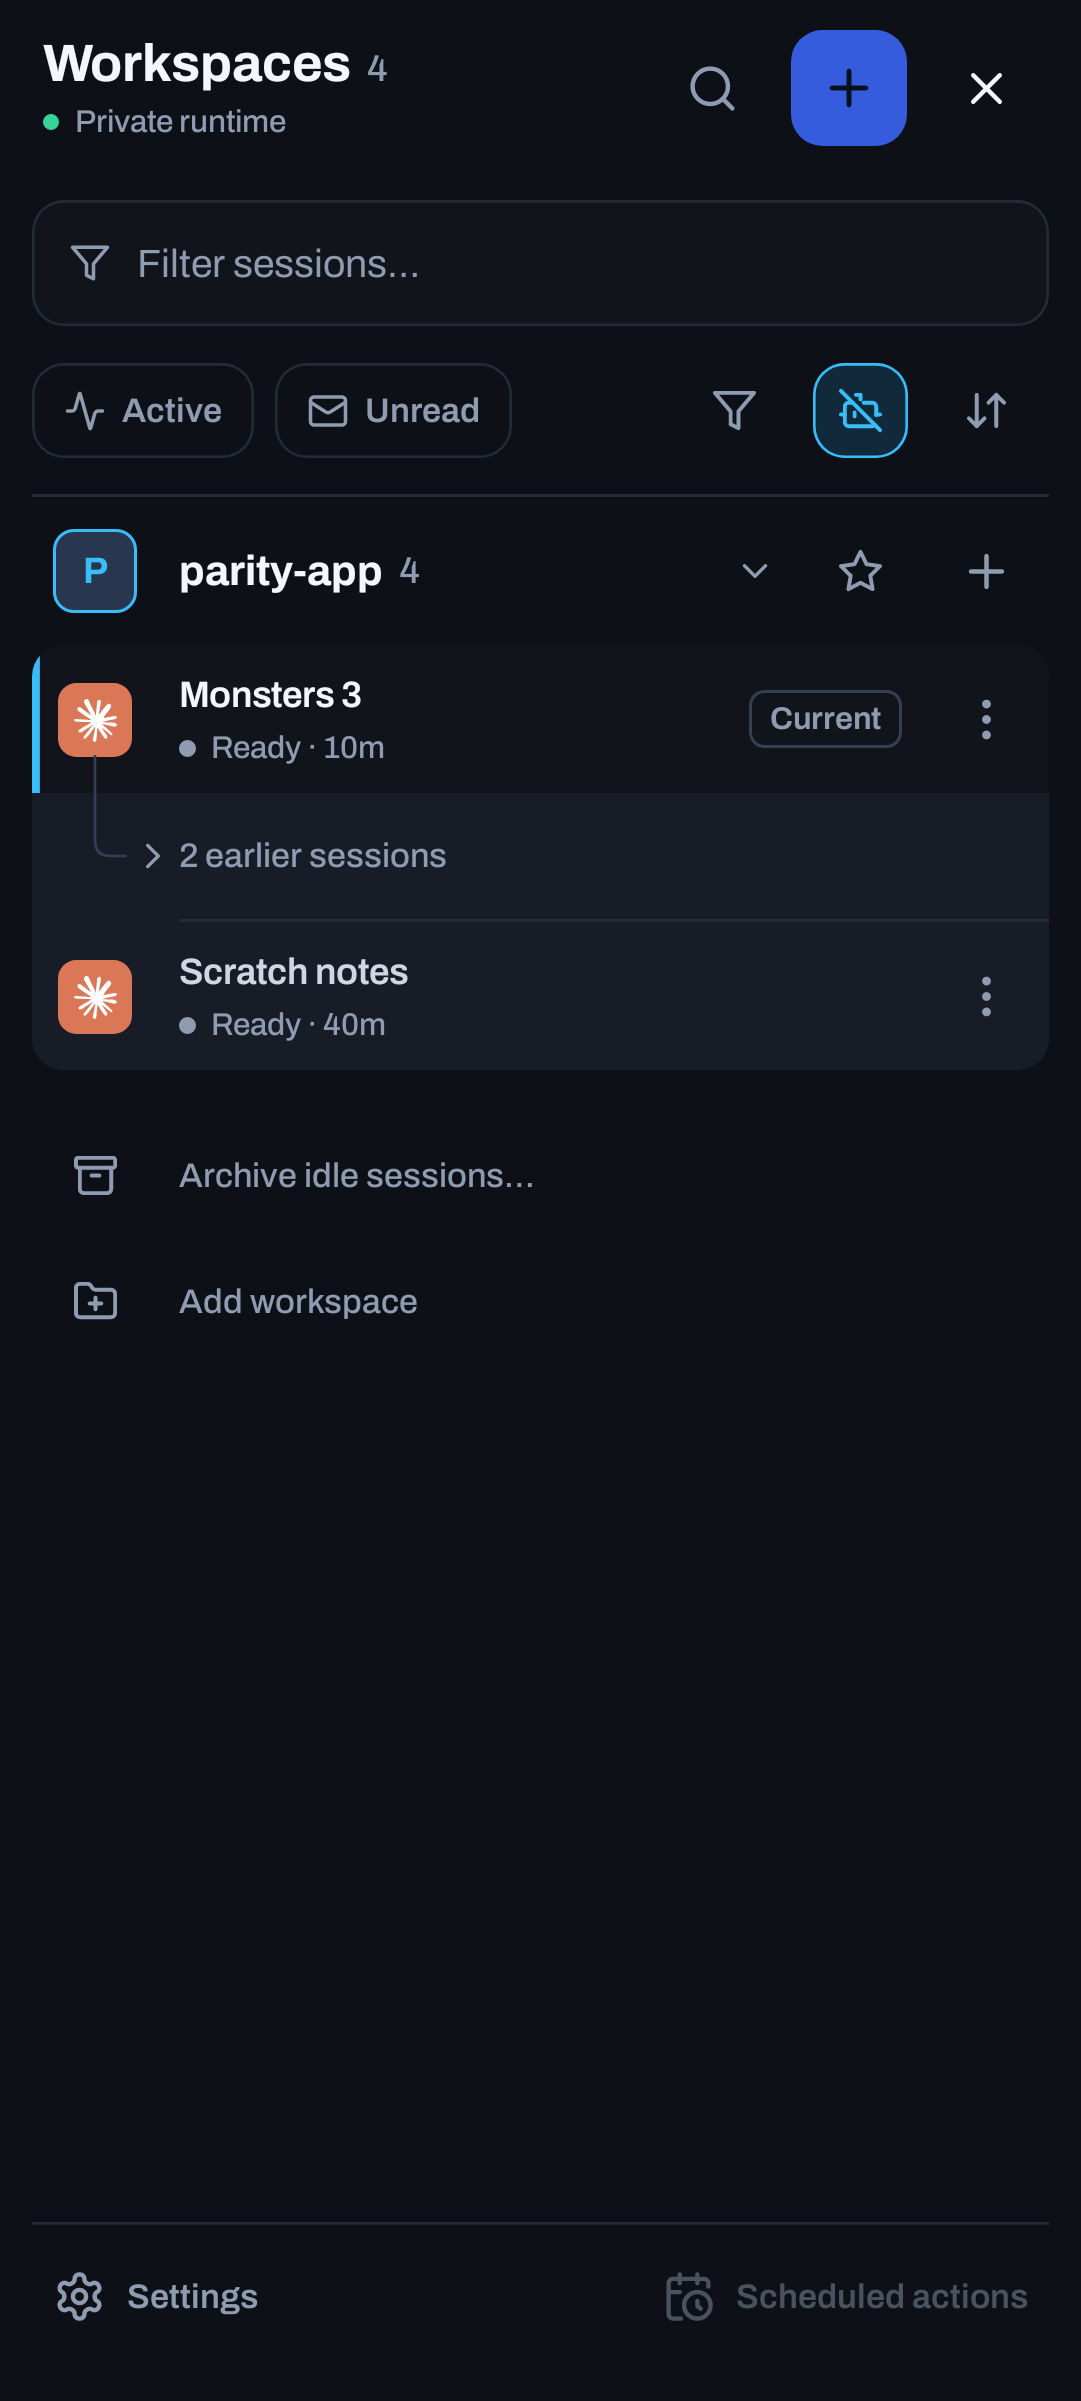 Workspaces 4
Private runtime
Filter sessions...
Active
Unread
P
parity-app 4
Monsters 3
Ready · 10m
Current
2 earlier sessions
Scratch notes
Ready · 40m
Archive idle sessions...
Add workspace
Settings
Scheduled actions